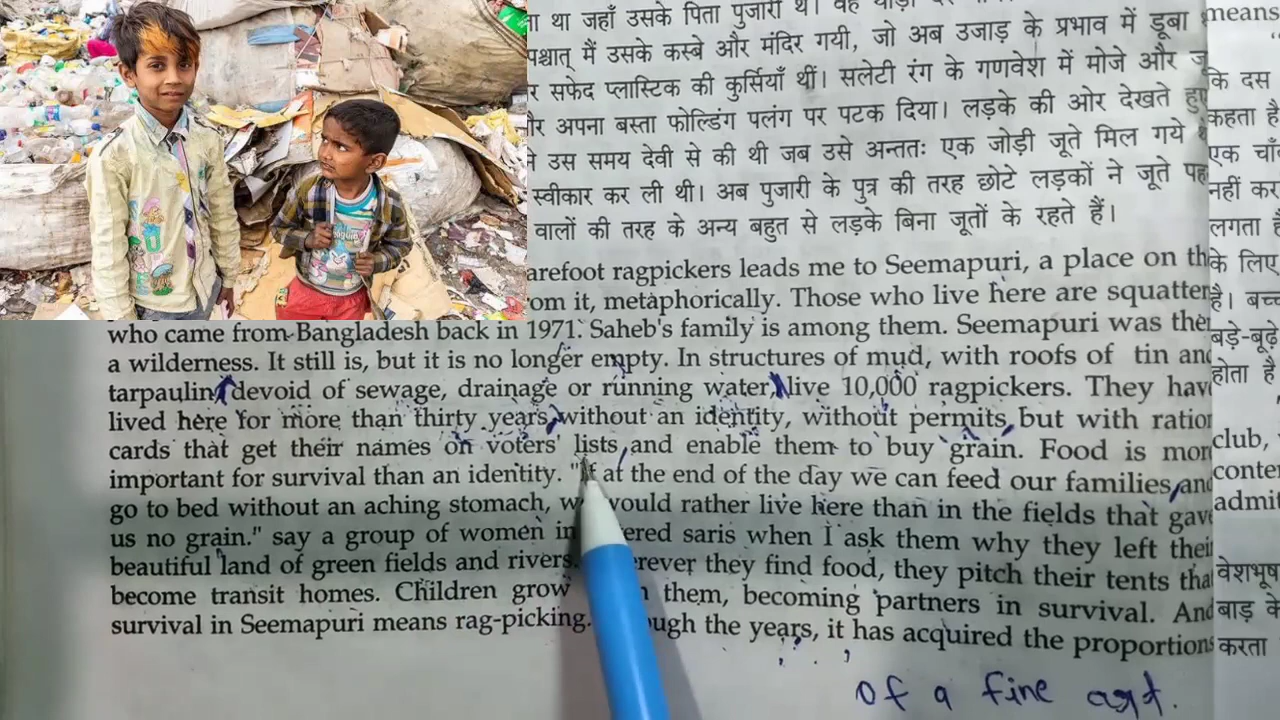 था जहाँ उसके पिता पुजारी थे। वह
पश्चात् मैं उसके कस्बे और मंदिर गयी, जो अब उजाड़ के प्रभाव में डूबा
सफेद प्लास्टिक की कुर्सियाँ थीं। सलेटी रंग के गणवेश में मोजे और
अपना बस्ता फोल्डिंग पलंग पर पटक दिया। लड़के की ओर देखते हुए
उस समय देवी से की थी जब उसे अन्ततः एक जोड़ी जूते मिल गये
स्वीकार कर ली थी। अब पुजारी के पुत्र की तरह छोटे लड़कों ने जूते
वालों की तरह के अन्य बहुत से लड़के बिना जूतों के रहते हैं।
arefoot ragpickers leads me to Seemapuri, a place on th
om it, metaphorically. Those who live here are squatter
who came from Bangladesh back in 1971. Saheb's family is among them. Seemapuri was then
a wilderness. It still is, but it is no longer empty. In structures of mud, with roofs of tin and
tarpaulin, devoid of sewage, drainage or running water, live 10,000 ragpickers. They hav
lived here for more than thirty years, without an identity, without permits, but with ration
cards that get their names on voters' lists, and enable them to buy grain. Food is mor
important for survival than an identity. "If at the end of the day we can feed our families, and
go to bed without an aching stomach, we would rather live here than in the fields that gave
us no grain." say a group of women in ered saris when I ask them why they left their
beautiful land of green fields and rivers. erever they find food, they pitch their tents tha
become transit homes. Children grow them, becoming partners in survival. And
survival in Seemapuri means rag-picking. ough the years, it has acquired the proportions
of a fine art.
means
कि दस
कहता है
एक
नहीं कर
लगता है
के लिए
है।
बड़े-बूढ़े
होता है
club,
conten
admit
वेशभूष
बाड़ के
करता